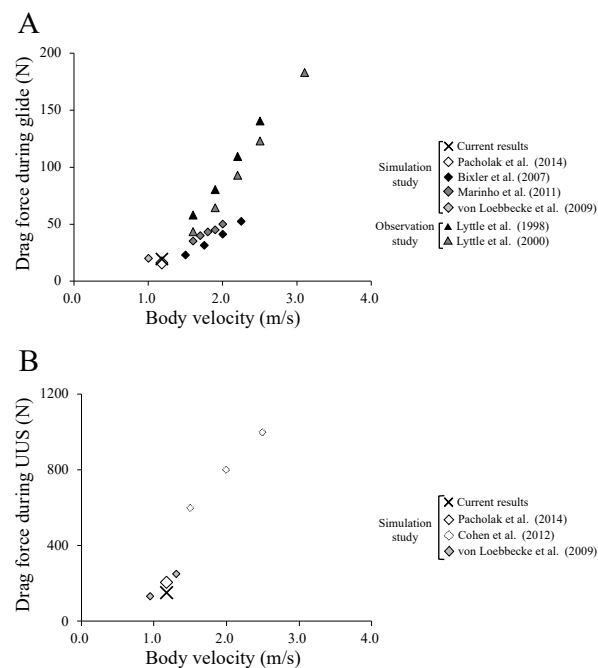 A
Drag force during glide (N)
200
150
100
50
0
0.0 1.0 2.0 3.0 4.0
Body velocity (m/s)
Simulation study
Current results
Pacholak et al. (2014)
Bixler et al. (2007)
Marinho et al. (2011)
von Loebbecke et al. (2009)
Observation study
Lyttle et al. (1998)
Lyttle et al. (2000)
B
Drag force during UUS (N)
1200
800
400
0
0.0 1.0 2.0 3.0 4.0
Body velocity (m/s)
Simulation study
Current results
Pacholak et al. (2014)
Cohen et al. (2012)
von Loebbecke et al. (2009)